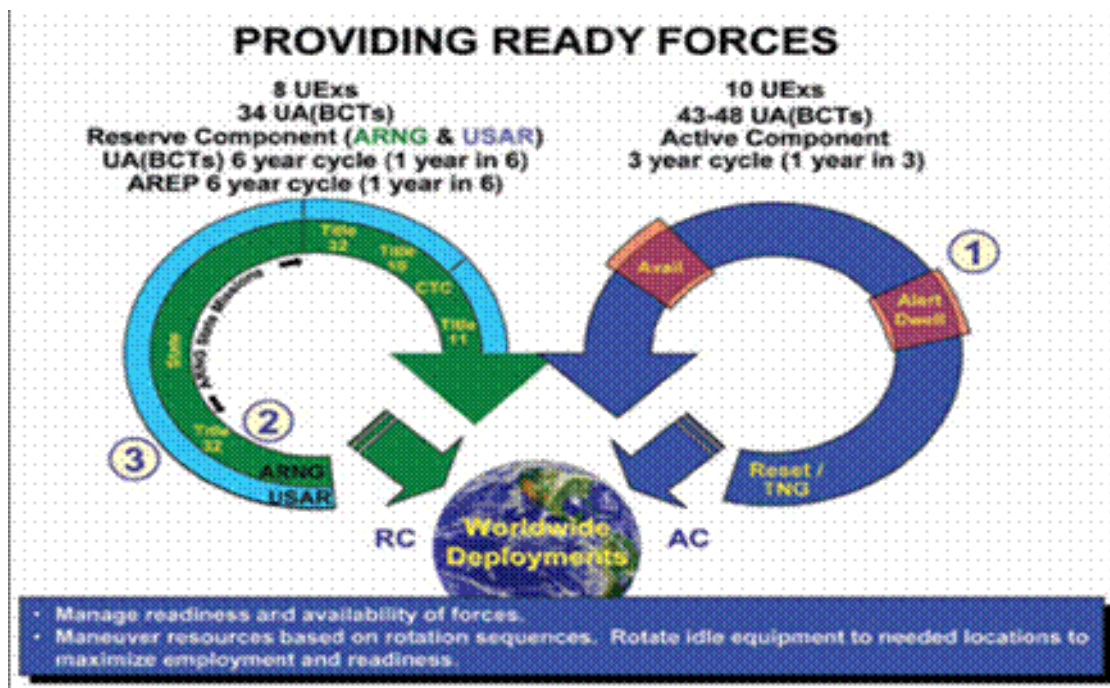 PROVIDING READY FORCES
8 UExs
34 UA(BCTs)
Reserve Component (ARNG & USAR)
UA(BCTs) 6 year cycle (1 year in 6)
AREP 6 year cycle (1 year in 6)
10 UExs
43-48 UA(BCTs)
Active Component
3 year cycle (1 year in 3)
Title
32
Title
10
CTC
Title
11
ARNG State Missions
State
Title
32
ARNG
USAR
2
3
Avail
1
Alert
Dwell
Reset /
TNG
RC
AC
Worldwide
Deployments
• Manage readiness and availability of forces.
• Maneuver resources based on rotation sequences. Rotate idle equipment to needed locations to
maximize employment and readiness.